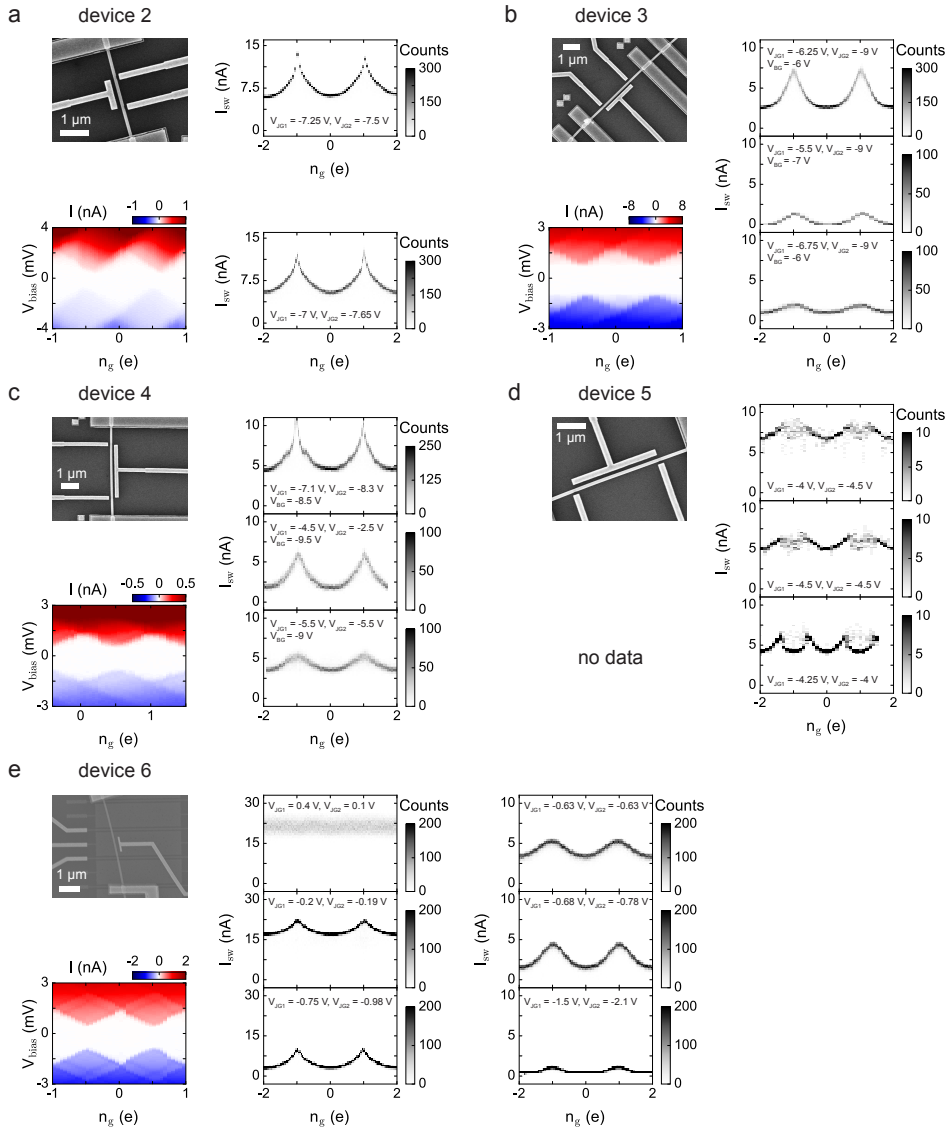 a
device 2
1 μm
15
7.5
0
I_sw (nA)
V_JG1 = -7.25 V, V_JG2 = -7.5 V
-2 0 2
n_g (e)
Counts
300
150
0
I (nA)
-1 0 1
4
0
-4
V_bias (mV)
-1 0 1
n_g (e)
15
7.5
0
I_sw (nA)
V_JG1 = -7 V, V_JG2 = -7.65 V
-2 0 2
n_g (e)
Counts
300
150
0
b
device 3
1 μm
I (nA)
-8 0 8
3
0
-3
V_bias (mV)
-1 0 1
n_g (e)
Counts
V_JG1 = -6.25 V, V_JG2 = -9 V
V_BG = -6 V
10
5
0
300
150
0
V_JG1 = -5.5 V, V_JG2 = -9 V
V_BG = -7 V
10
5
0
I_sw (nA)
100
50
0
V_JG1 = -6.75 V, V_JG2 = -9 V
V_BG = -6 V
10
5
0
100
50
0
-2 0 2
n_g (e)
c
device 4
1 μm
I (nA)
-0.5 0 0.5
3
0
-3
V_bias (mV)
0 1
n_g (e)
Counts
10
5
0
V_JG1 = -7.1 V, V_JG2 = -8.3 V
V_BG = -8.5 V
250
125
0
V_JG1 = -4.5 V, V_JG2 = -2.5 V
V_BG = -9.5 V
10
5
0
I_sw (nA)
100
50
0
V_JG1 = -5.5 V, V_JG2 = -5.5 V
V_BG = -9 V
10
5
0
100
50
0
-2 0 2
n_g (e)
d
device 5
1 μm
no data
Counts
10
5
0
V_JG1 = -4 V, V_JG2 = -4.5 V
10
5
0
10
5
0
I_sw (nA)
V_JG1 = -4.5 V, V_JG2 = -4.5 V
10
5
0
10
5
0
V_JG1 = -4.25 V, V_JG2 = -4 V
10
5
0
-2 0 2
n_g (e)
e
device 6
1 μm
I (nA)
-2 0 2
3
0
-3
V_bias (mV)
-1 0 1
n_g (e)
Counts
V_JG1 = 0.4 V, V_JG2 = 0.1 V
30
15
0
200
100
0
V_JG1 = -0.2 V, V_JG2 = -0.19 V
30
15
0
I_sw (nA)
200
100
0
V_JG1 = -0.75 V, V_JG2 = -0.98 V
30
15
0
200
100
0
-2 0 2
n_g (e)
Counts
V_JG1 = -0.63 V, V_JG2 = -0.63 V
10
5
0
200
100
0
V_JG1 = -0.68 V, V_JG2 = -0.78 V
10
5
0
I_sw (nA)
200
100
0
V_JG1 = -1.5 V, V_JG2 = -2.1 V
10
5
0
200
100
0
-2 0 2
n_g (e)